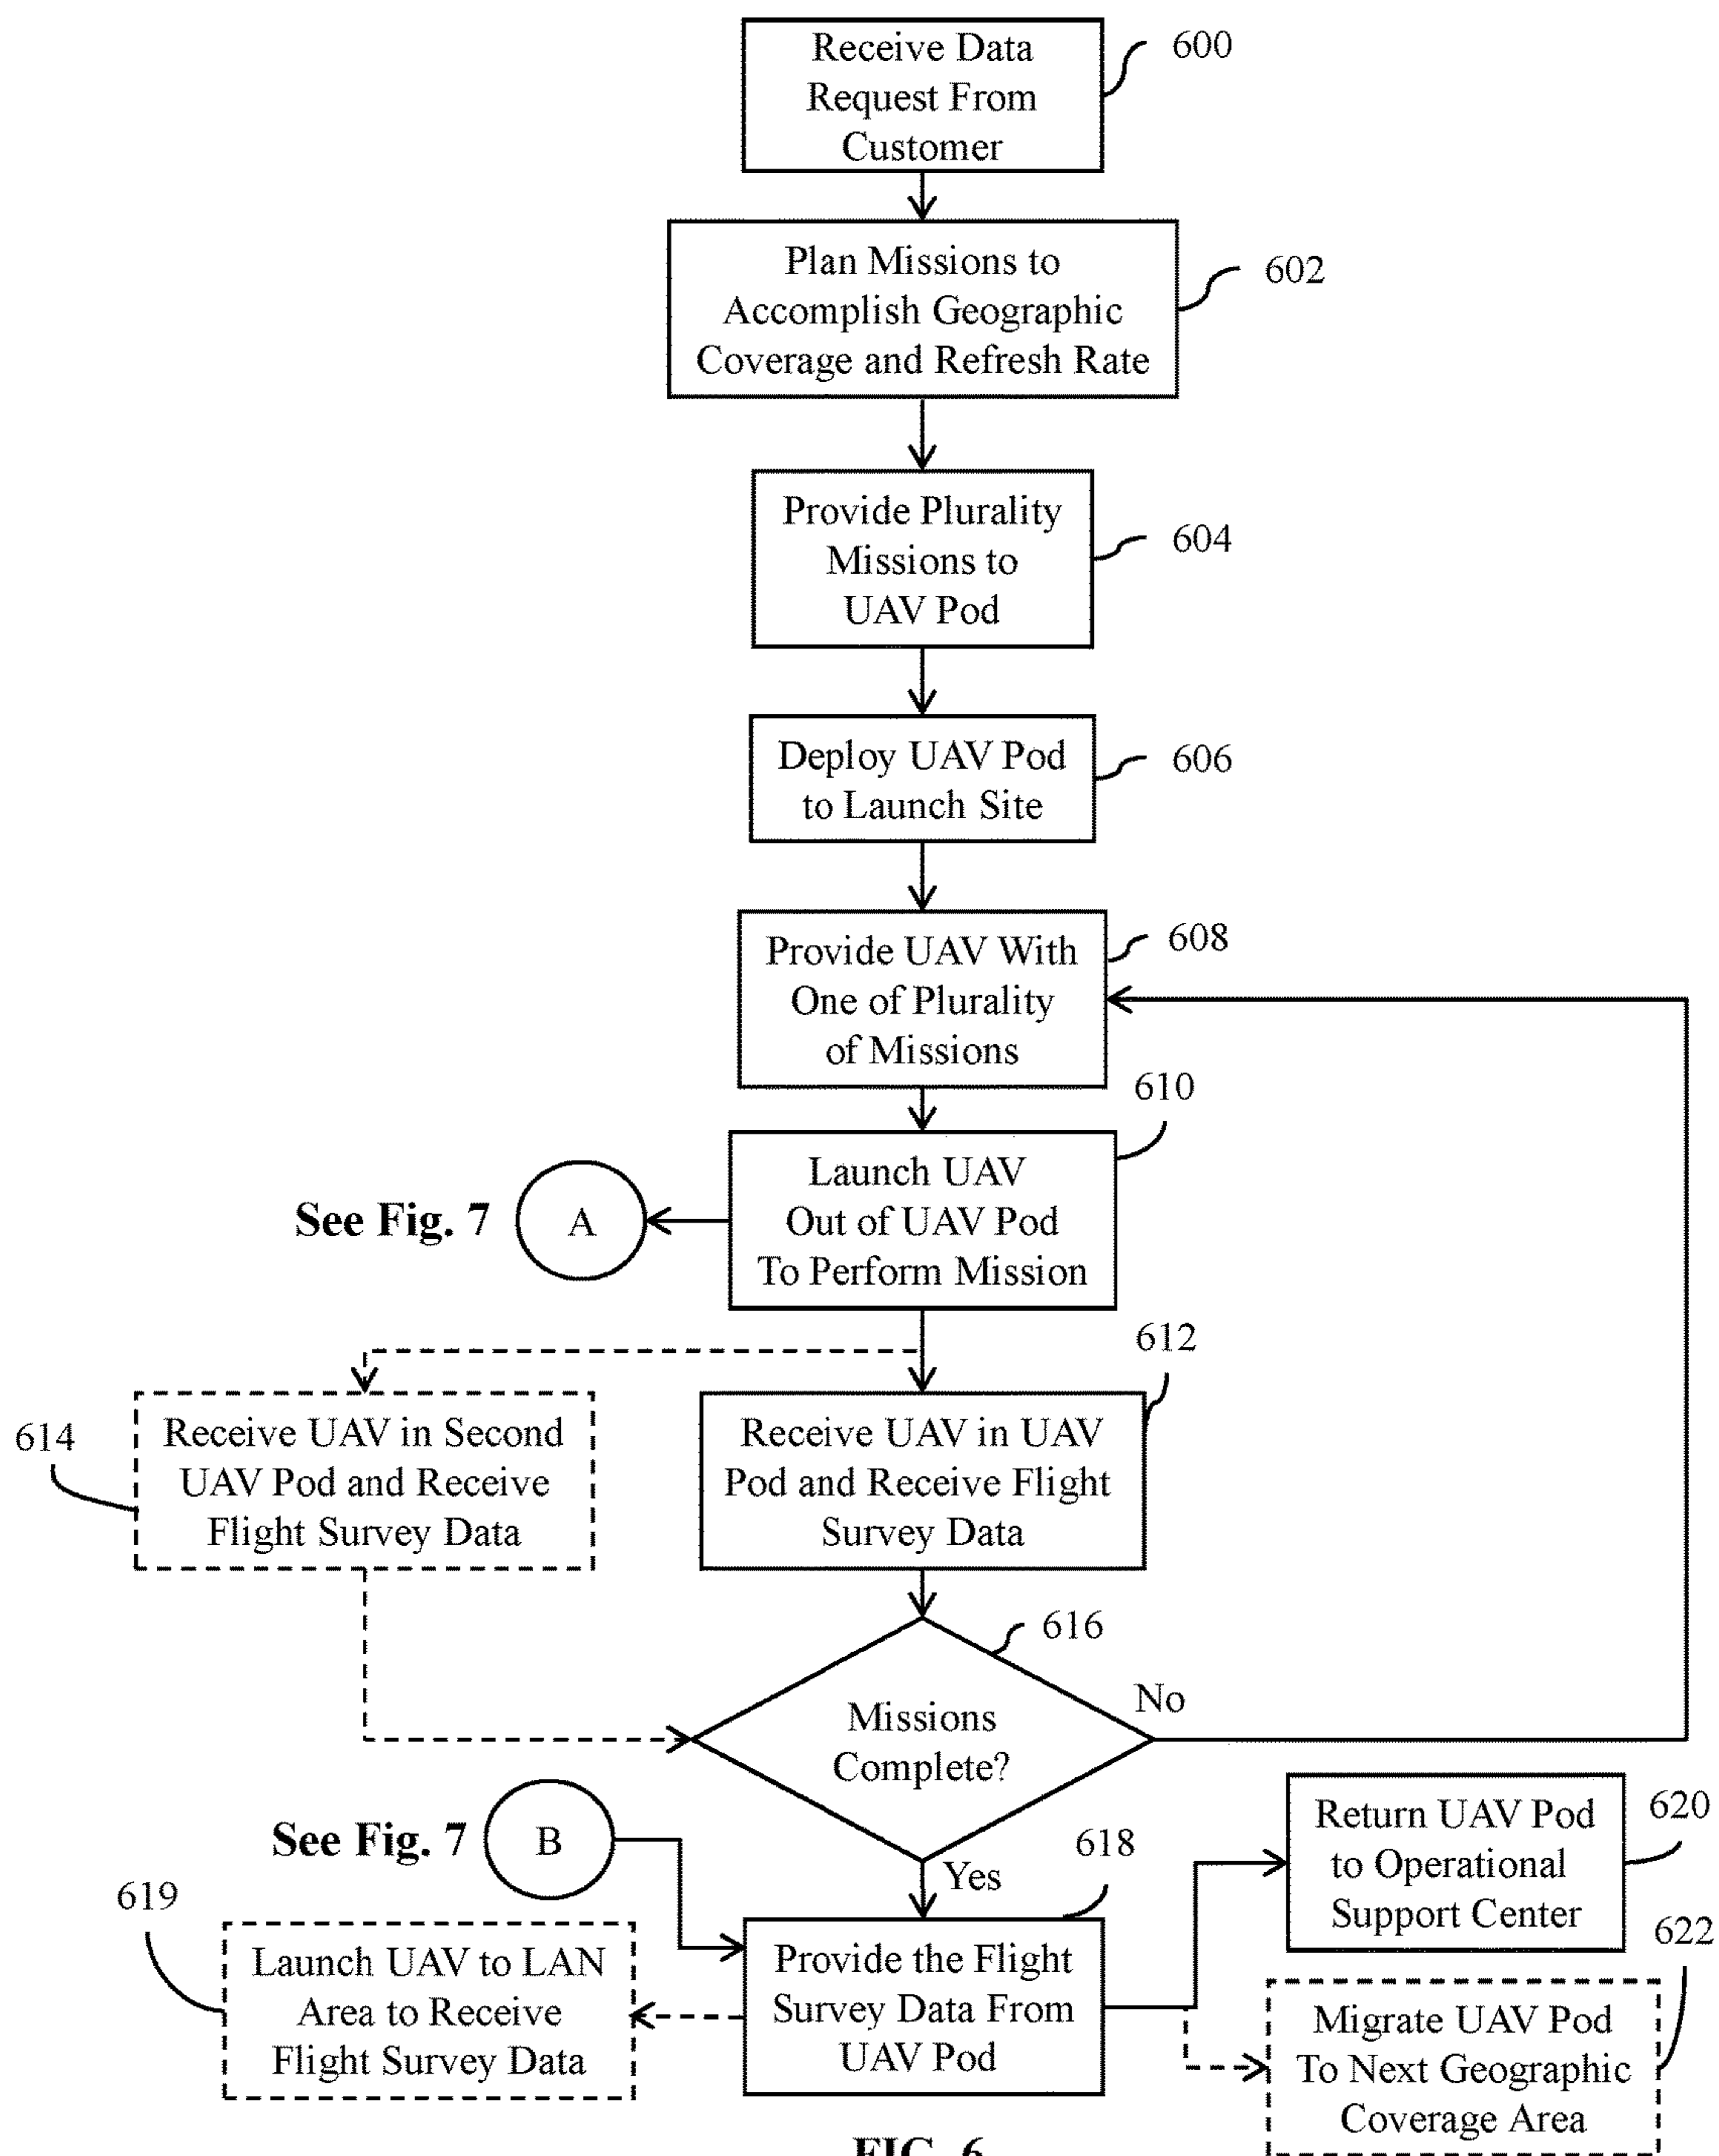 Receive Data
Request From
Customer
600
Plan Missions to
Accomplish Geographic
Coverage and Refresh Rate
602
Provide Plurality
Missions to
UAV Pod
604
Deploy UAV Pod
to Launch Site
606
Provide UAV With
One of Plurality
of Missions
608
610
Launch UAV
Out of UAV Pod
To Perform Mission
See Fig. 7
A
612
614
Receive UAV in Second
UAV Pod and Receive
Flight Survey Data
Receive UAV in UAV
Pod and Receive Flight
Survey Data
616
Missions
Complete?
No
Yes
See Fig. 7
B
618
619
Launch UAV to LAN
Area to Receive
Flight Survey Data
Provide the Flight
Survey Data From
UAV Pod
Return UAV Pod
to Operational
Support Center
620
622
Migrate UAV Pod
To Next Geographic
Coverage Area
FIG. 6